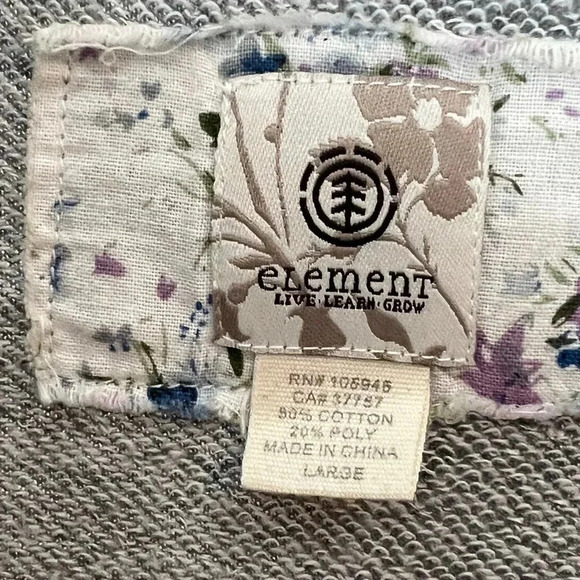 eLement
LIVE·LEARN·GROW
RN# 105945
CA# 37757
80% COTTON
20% POLY
MADE IN CHINA
LARGE